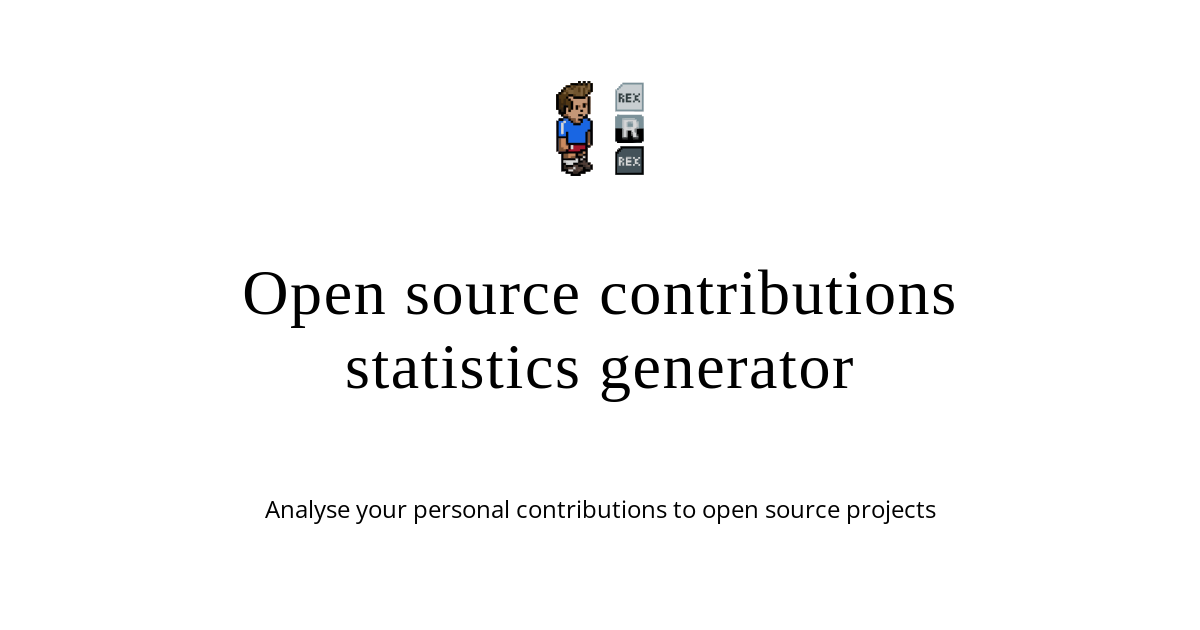 REX
R
REX
Open source contributions
statistics generator
Analyse your personal contributions to open source projects